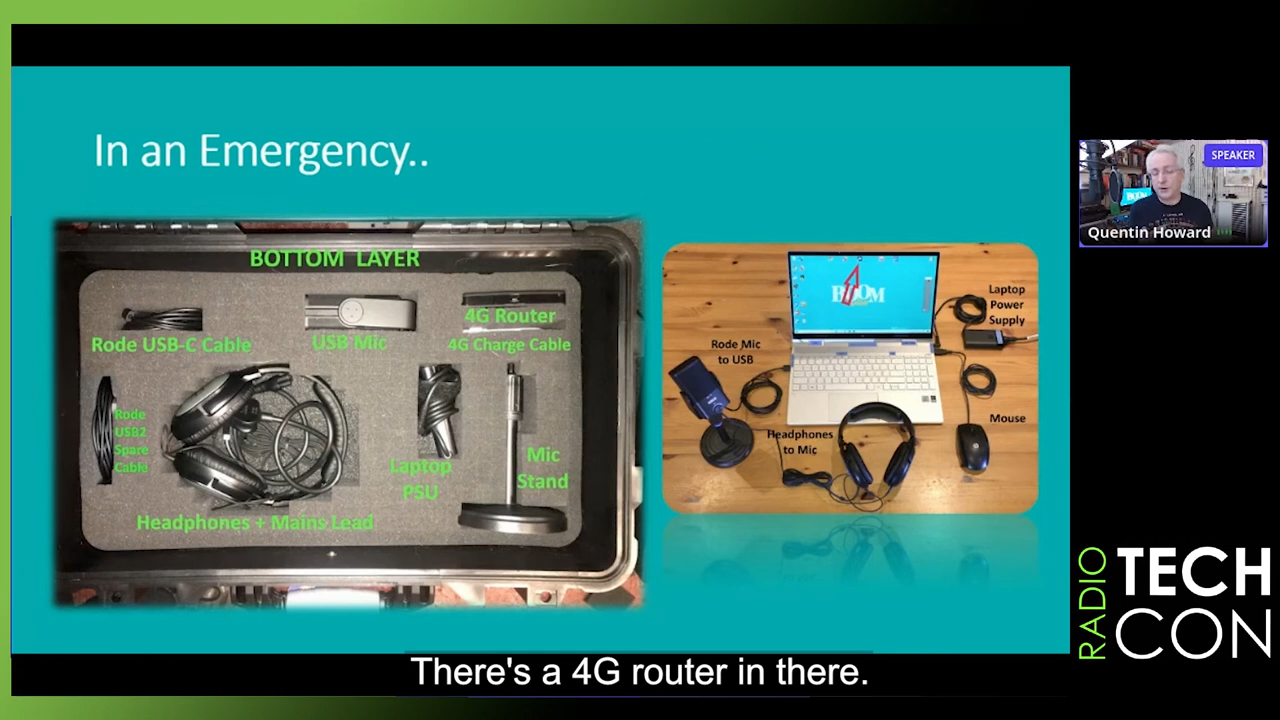 In an Emergency..
BOTTOM LAYER
4G Router
Rode USB-C Cable
USB Mic
4G Charge Cable
Rode
USB2
Spare
Cable
Laptop
PSU
Mic
Stand
Headphones + Mains Lead
Laptop
Power
Supply
Rode Mic
to USB
Mouse
Headphones
to Mic
BOOM
SPEAKER
Quentin Howard
RADIO
TECH
CON
There's a 4G router in there.